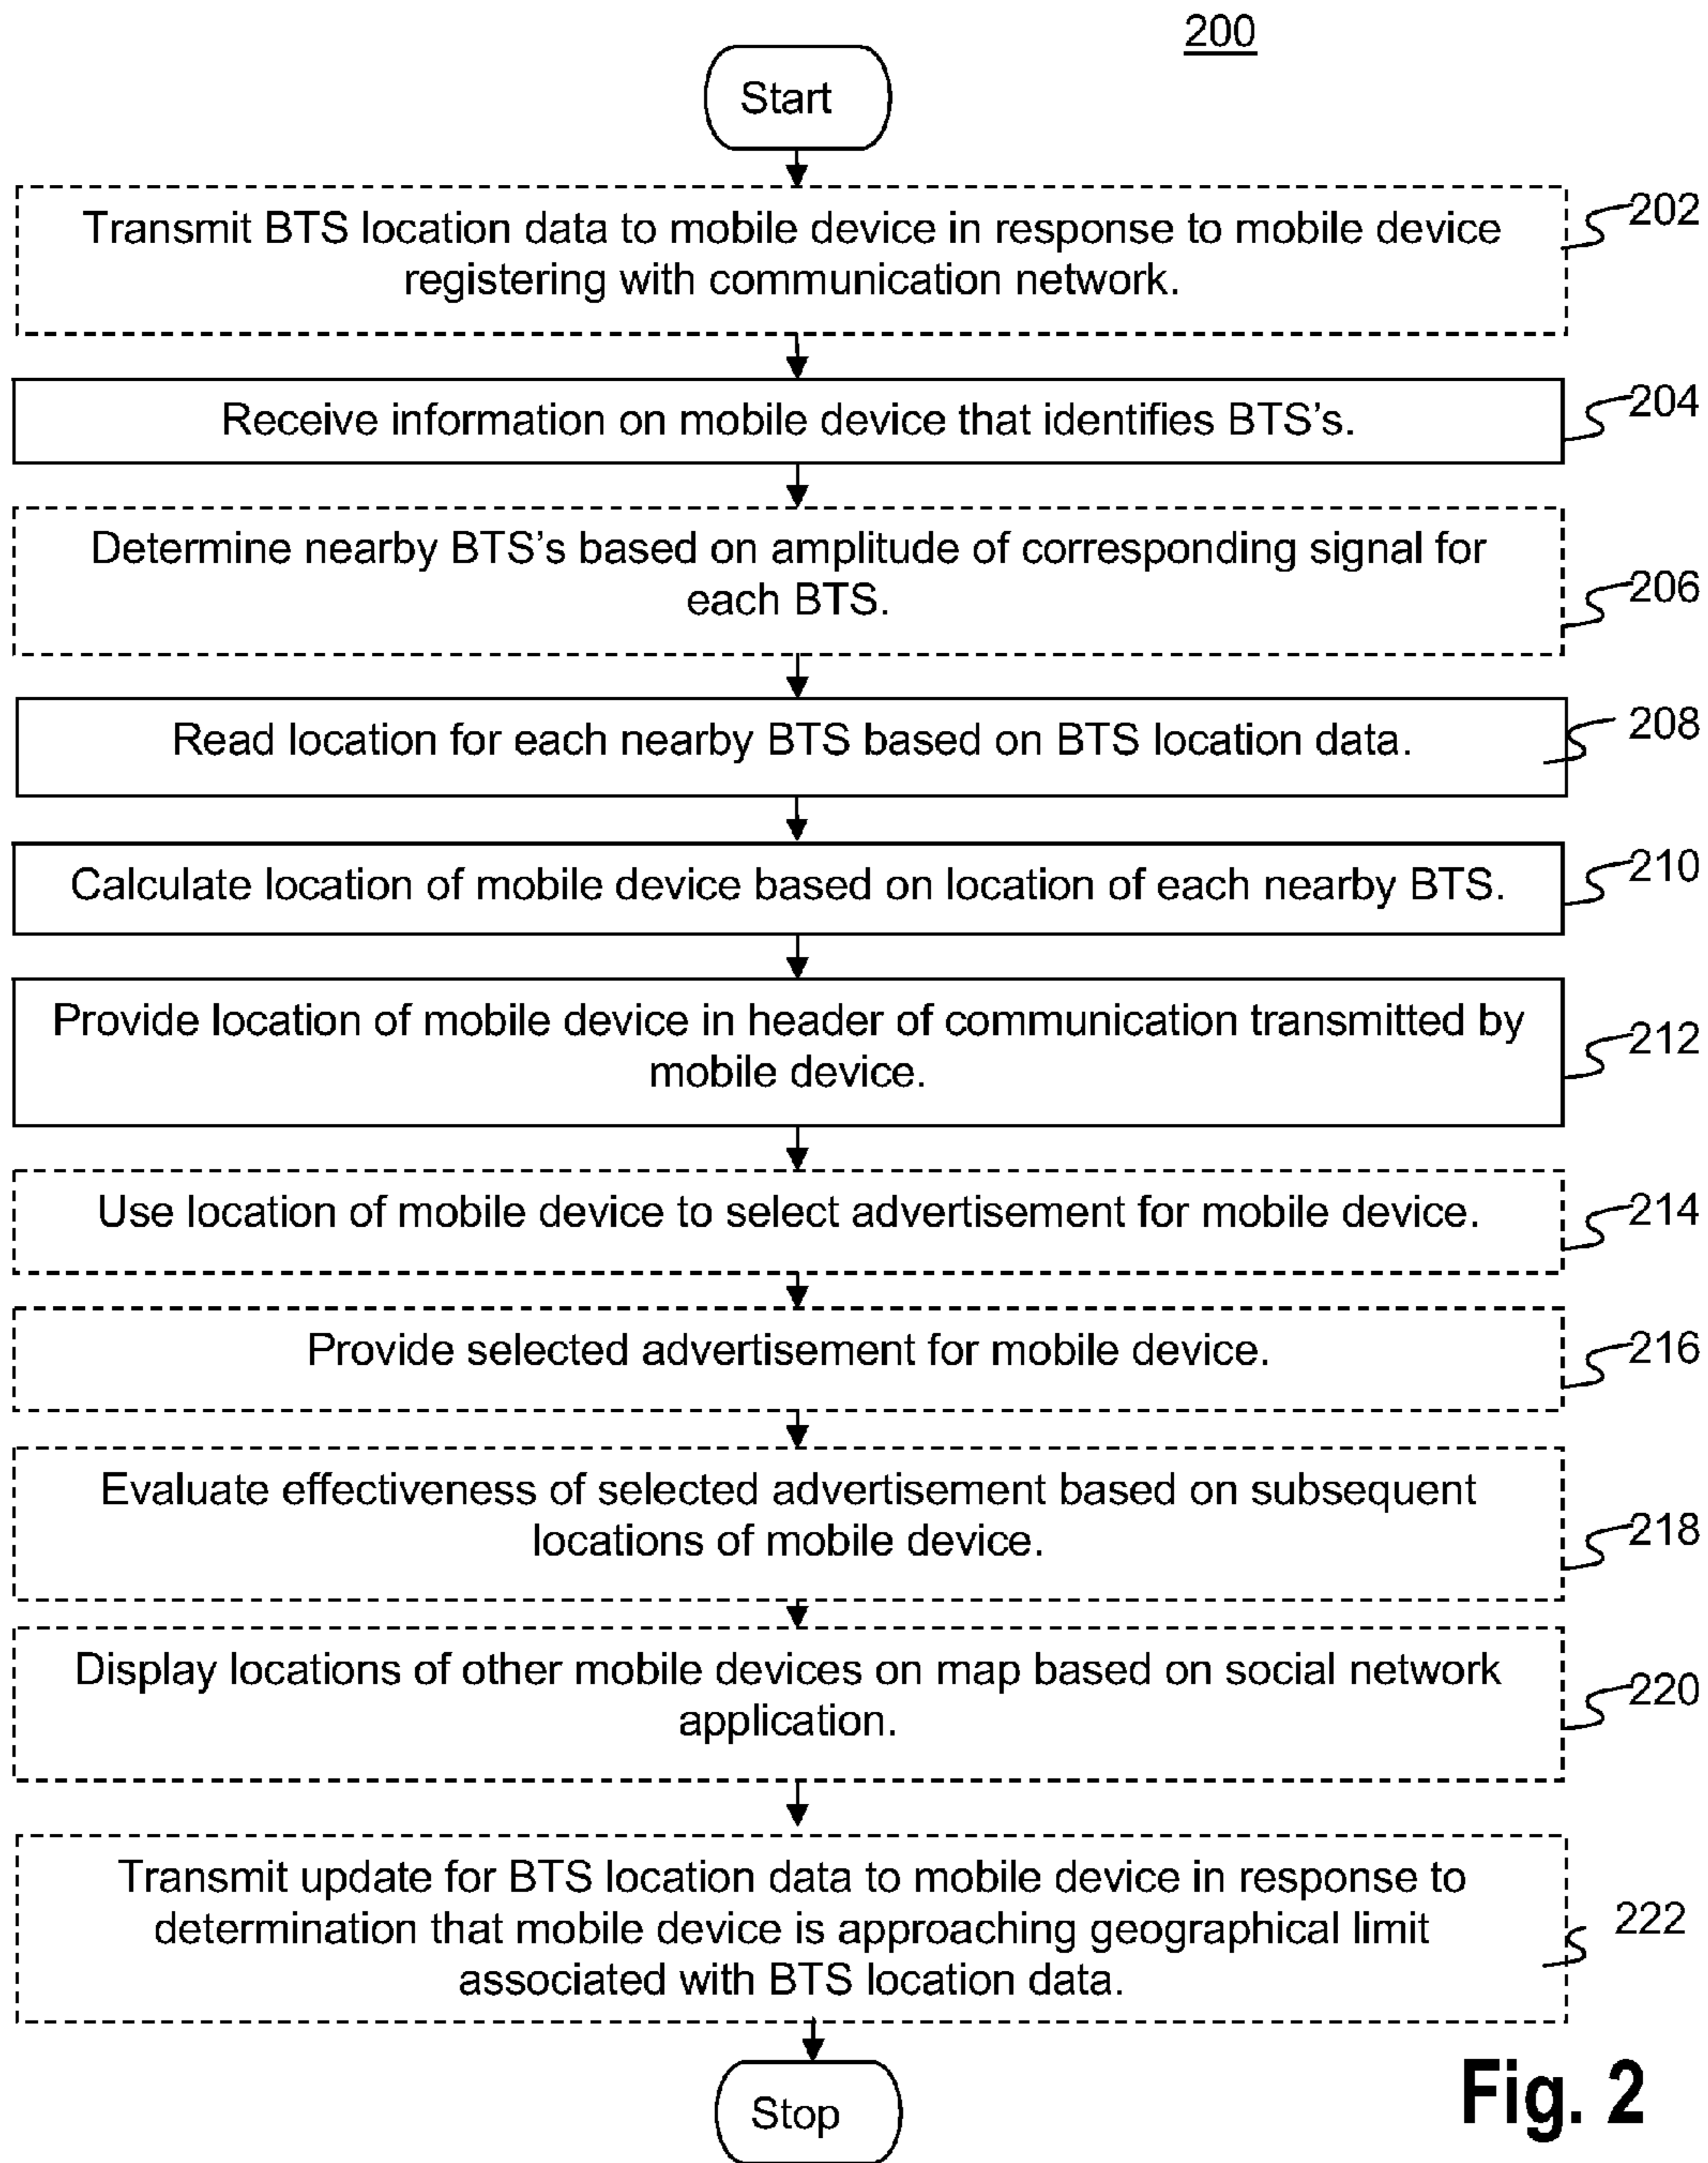 200
Start
Transmit BTS location data to mobile device in response to mobile device
registering with communication network.
202
Receive information on mobile device that identifies BTS's.
204
Determine nearby BTS's based on amplitude of corresponding signal for
each BTS.
206
Read location for each nearby BTS based on BTS location data.
208
Calculate location of mobile device based on location of each nearby BTS.
210
Provide location of mobile device in header of communication transmitted by
mobile device.
212
Use location of mobile device to select advertisement for mobile device.
214
Provide selected advertisement for mobile device.
216
Evaluate effectiveness of selected advertisement based on subsequent
locations of mobile device.
218
Display locations of other mobile devices on map based on social network
application.
220
Transmit update for BTS location data to mobile device in response to
determination that mobile device is approaching geographical limit
associated with BTS location data.
222
Stop
Fig. 2